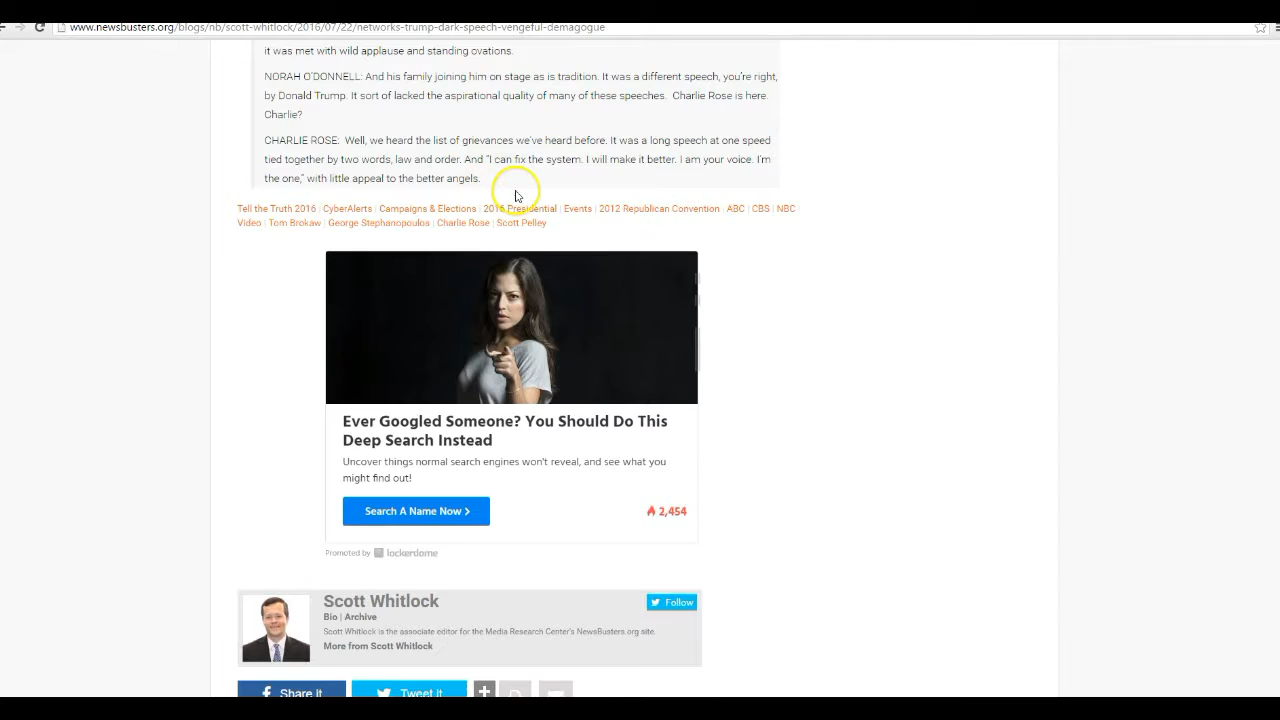 www.newsbusters.org/blogs/nb/scott-whitlock/2016/07/22/networks-trump-dark-speech-vengeful-demagogue
it was met with wild applause and standing ovations.
NORAH O'DONNELL: And his family joining him on stage as is tradition. It was a different speech, you're right,
by Donald Trump. It sort of lacked the aspirational quality of many of these speeches. Charlie Rose is here.
Charlie?
CHARLIE ROSE: Well, we heard the list of grievances we've heard before. It was a long speech at one speed
tied together by two words, law and order. And "I can fix the system. I will make it better. I am your voice. I'm
the one," with little appeal to the better angels.
Tell the Truth 2016 | CyberAlerts | Campaigns & Elections | 2016 Presidential | Events | 2012 Republican Convention | ABC | CBS | NBC |
Video | Tom Brokaw | George Stephanopoulos | Charlie Rose | Scott Pelley
Ever Googled Someone? You Should Do This
Deep Search Instead
Uncover things normal search engines won't reveal, and see what you
might find out!
Search A Name Now >
2,454
Promoted by lockerdome
Scott Whitlock
Follow
Bio | Archive
Scott Whitlock is the associate editor for the Media Research Center's NewsBusters.org site.
More from Scott Whitlock
Share it
Tweet it